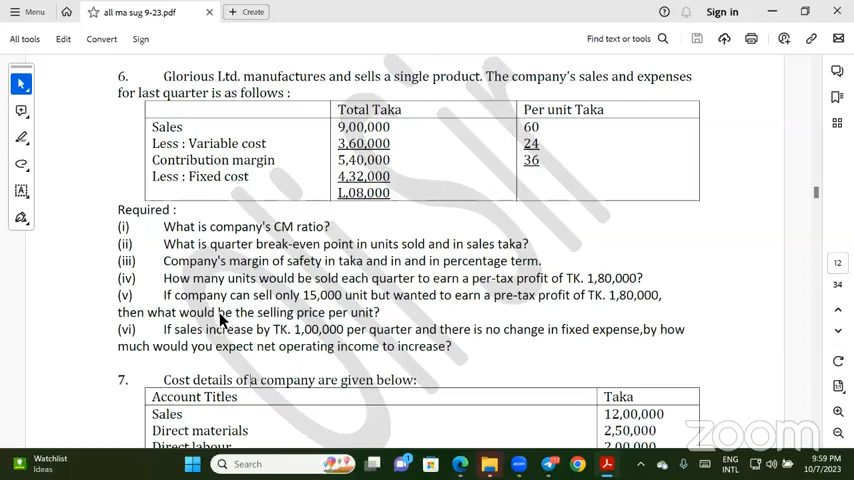 Menu
all ma sug 9-23.pdf
Create
Sign in
All tools Edit Convert Sign
Find text or tools
6. Glorious Ltd. manufactures and sells a single product. The company's sales and expenses
for last quarter is as follows :
Total Taka Per unit Taka
Sales 9,00,000 60
Less : Variable cost 3,60,000 24
Contribution margin 5,40,000 36
Less : Fixed cost 4,32,000
1,08,000
Required :
(i) What is company's CM ratio?
(ii) What is quarter break-even point in units sold and in sales taka?
(iii) Company's margin of safety in taka and in and in percentage term.
(iv) How many units would be sold each quarter to earn a per-tax profit of TK. 1,80,000?
(v) If company can sell only 15,000 unit but wanted to earn a pre-tax profit of TK. 1,80,000,
then what would be the selling price per unit?
(vi) If sales increase by TK. 1,00,000 per quarter and there is no change in fixed expense,by how
much would you expect net operating income to increase?
7. Cost details of a company are given below:
Account Titles Taka
Sales 12,00,000
Direct materials 2,50,000
Direct labour 2,00,000
12
34
zoom
Watchlist
Ideas
Search
ENG
INTL
9:59 PM
10/7/2023